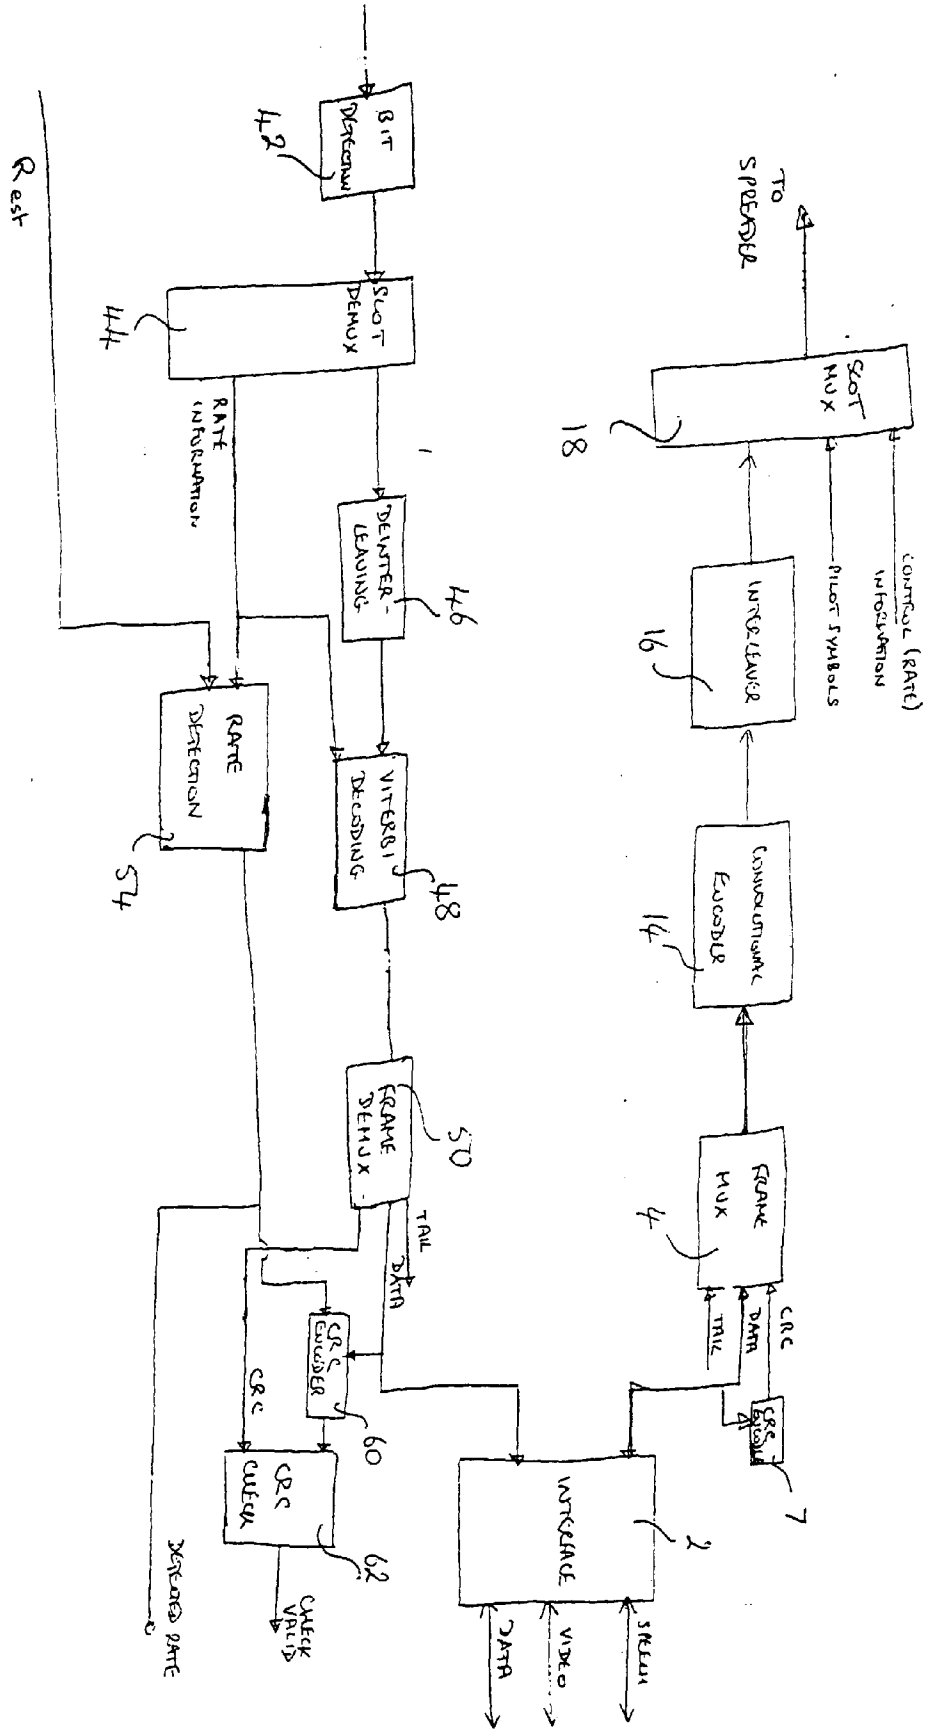 SPEECH
VIDEO
DATA
INTERFACE
2
7
CRC
DATA
TAIL
FRAME
MUX
4
CONVOLUTIONAL
ENCODER
14
INTERLEAVER
16
CONTROL (RATE)
INFORMATION
PILOT SYMBOLS
SLOT
MUX
18
TO
SPREADER
BIT
DETECTION
42
SLOT
DEMUX
44
RATE
INFORMATION
DEINTER-
LEAVING
46
VITERBI
DECODING
48
FRAME
DEMUX
50
TAIL
DATA
CRC
ENCODER
60
CRC
CRC
CHECK
62
CHECK
VALID
RATE
DETECTION
54
DETECTED RATE
Rest